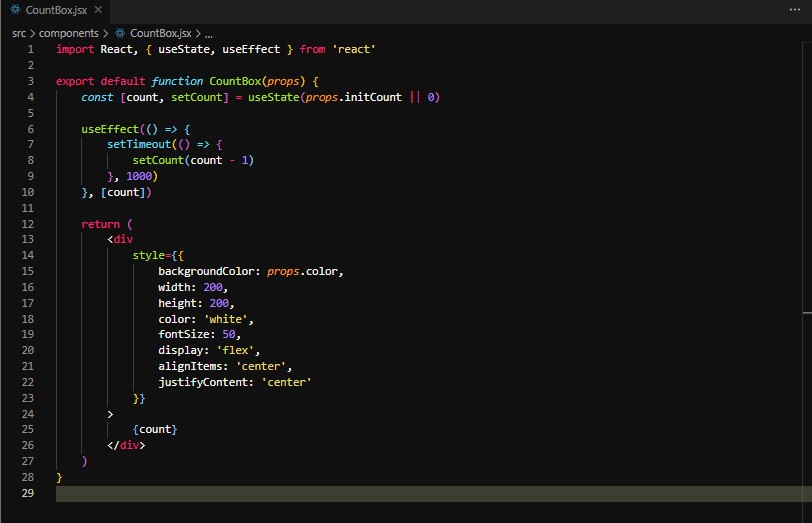 CountBox.jsx ×
...
src > components > CountBox.jsx > ...
1 import React, { useState, useEffect } from 'react'
2
3 export default function CountBox(props) {
4     const [count, setCount] = useState(props.initCount || 0)
5
6     useEffect(() => {
7         setTimeout(() => {
8             setCount(count - 1)
9         }, 1000)
10     }, [count])
11
12     return (
13         <div
14             style={{
15                 backgroundColor: props.color,
16                 width: 200,
17                 height: 200,
18                 color: 'white',
19                 fontSize: 50,
20                 display: 'flex',
21                 alignItems: 'center',
22                 justifyContent: 'center'
23             }}
24         >
25             {count}
26         </div>
27     )
28 }
29